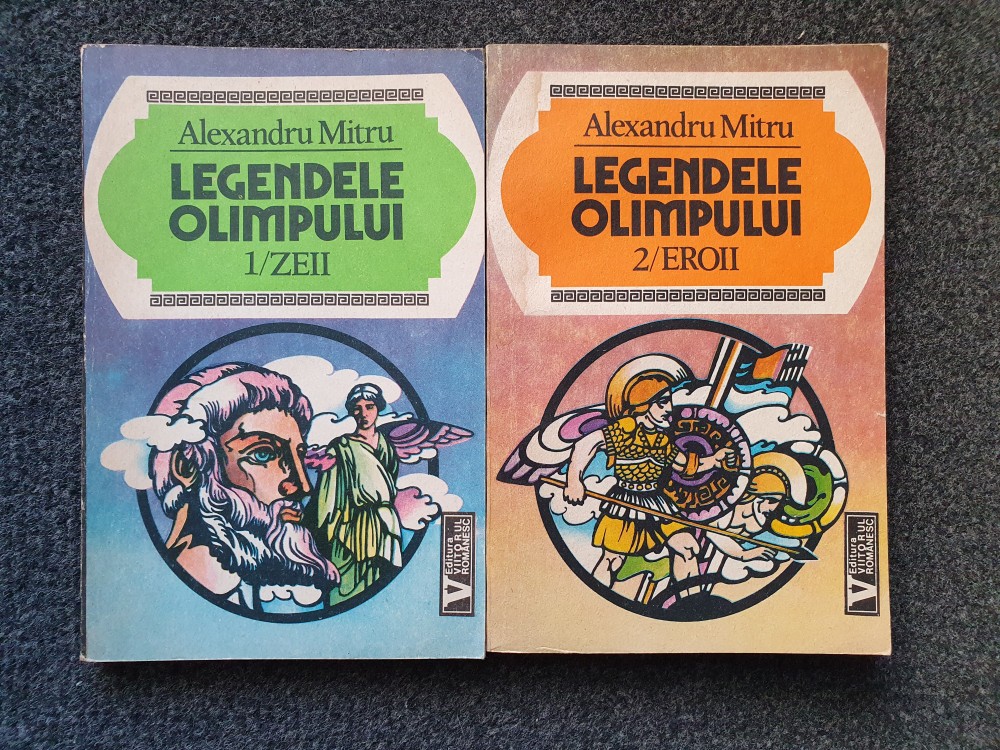 Alexandru Mitru
LEGENDELE
OLIMPULUI
1/ZEII
Editura
VIITORUL
ROMÂNESC
Alexandru Mitru
LEGENDELE
OLIMPULUI
2/EROII
Editura
VIITORUL
ROMÂNESC